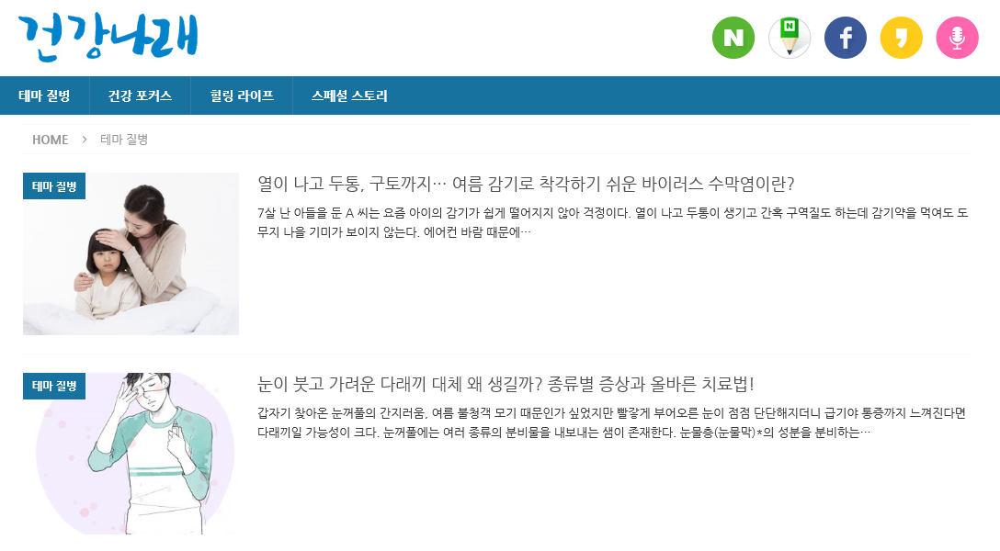 건강나래
N
N
f
테마 질병
건강 포커스
힐링 라이프
스페셜 스토리
HOME > 테마 질병
테마 질병
열이 나고 두통, 구토까지… 여름 감기로 착각하기 쉬운 바이러스 수막염이란?
7살 난 아들을 둔 A 씨는 요즘 아이의 감기가 쉽게 떨어지지 않아 걱정이다. 열이 나고 두통이 생기고 간혹 구역질도 하는데 감기약을 먹여도 도
무지 나을 기미가 보이지 않는다. 에어컨 바람 때문에…
테마 질병
눈이 붓고 가려운 다래끼 대체 왜 생길까? 종류별 증상과 올바른 치료법!
갑자기 찾아온 눈꺼풀의 간지러움, 여름 불청객 모기 때문인가 싶었지만 빨갛게 부어오른 눈이 점점 단단해지더니 급기야 통증까지 느껴진다면
다래끼일 가능성이 크다. 눈꺼풀에는 여러 종류의 분비물을 내보내는 샘이 존재한다. 눈물층(눈물막)*의 성분을 분비하는…